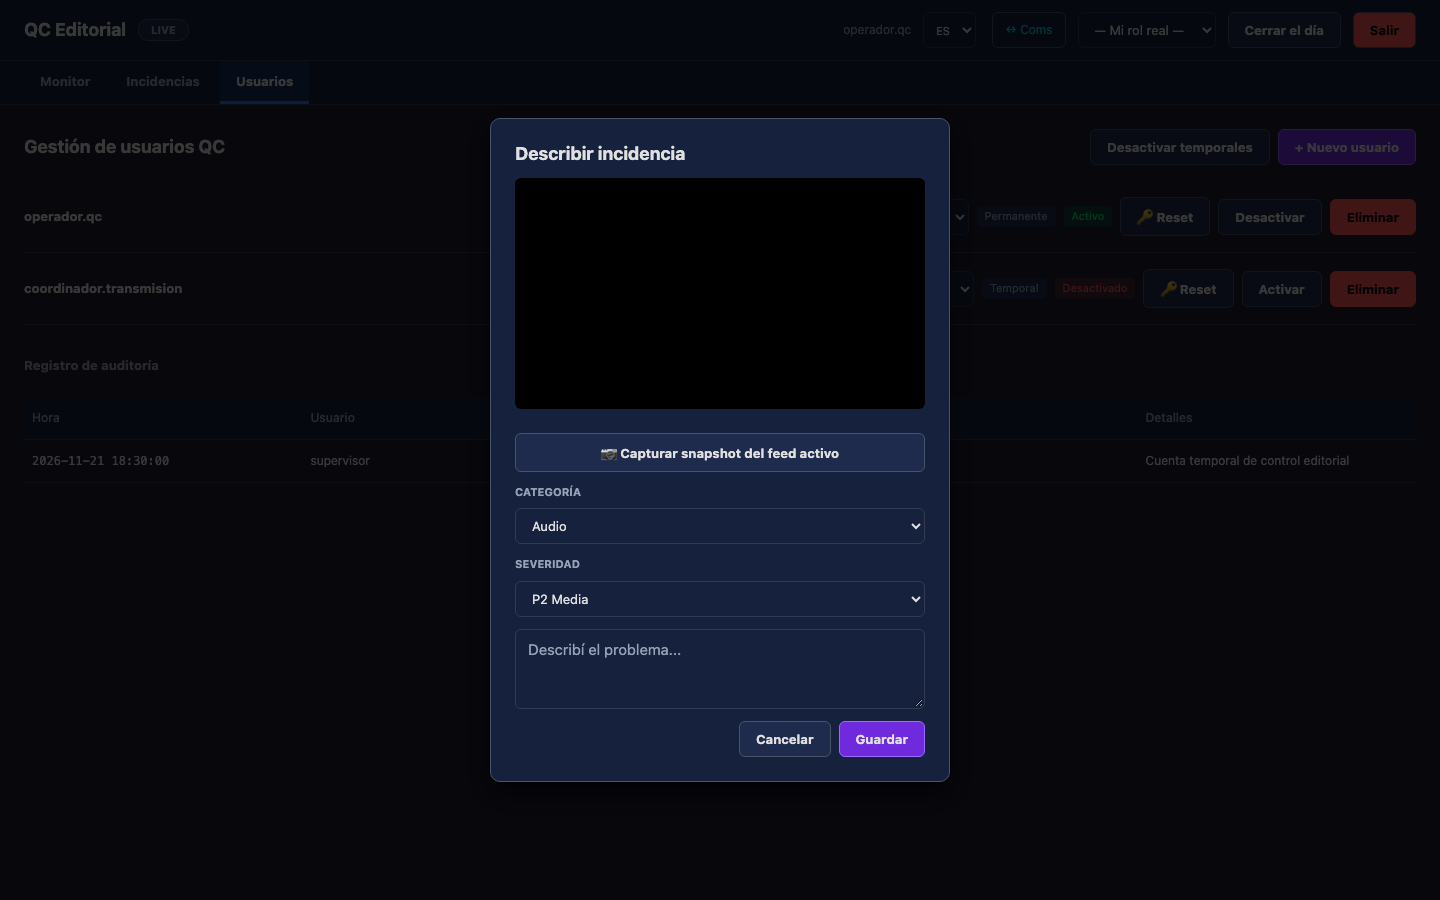 QC Editorial LIVE operador.qc ES ↔ Coms — Mi rol real — Cerrar el día Salir
Monitor Incidencias Usuarios
Gestión de usuarios QC Desactivar temporales + Nuevo usuario
operador.qc Permanente Activo 🔑 Reset Desactivar Eliminar
coordinador.transmision Temporal Desactivado 🔑 Reset Activar Eliminar
Registro de auditoría
Hora Usuario Detalles
2026-11-21 18:30:00 supervisor Cuenta temporal de control editorial
Describir incidencia
📷 Capturar snapshot del feed activo
CATEGORÍA
Audio
SEVERIDAD
P2 Media
Describí el problema...
Cancelar Guardar